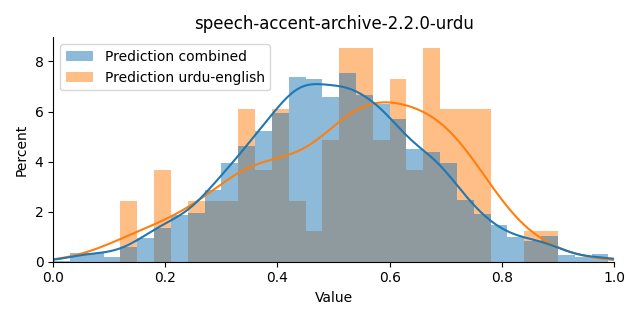 speech-accent-archive-2.2.0-urdu
Prediction combined
Prediction urdu-english
Percent
8
6
4
2
0
0.0 0.2 0.4 0.6 0.8 1.0
Value